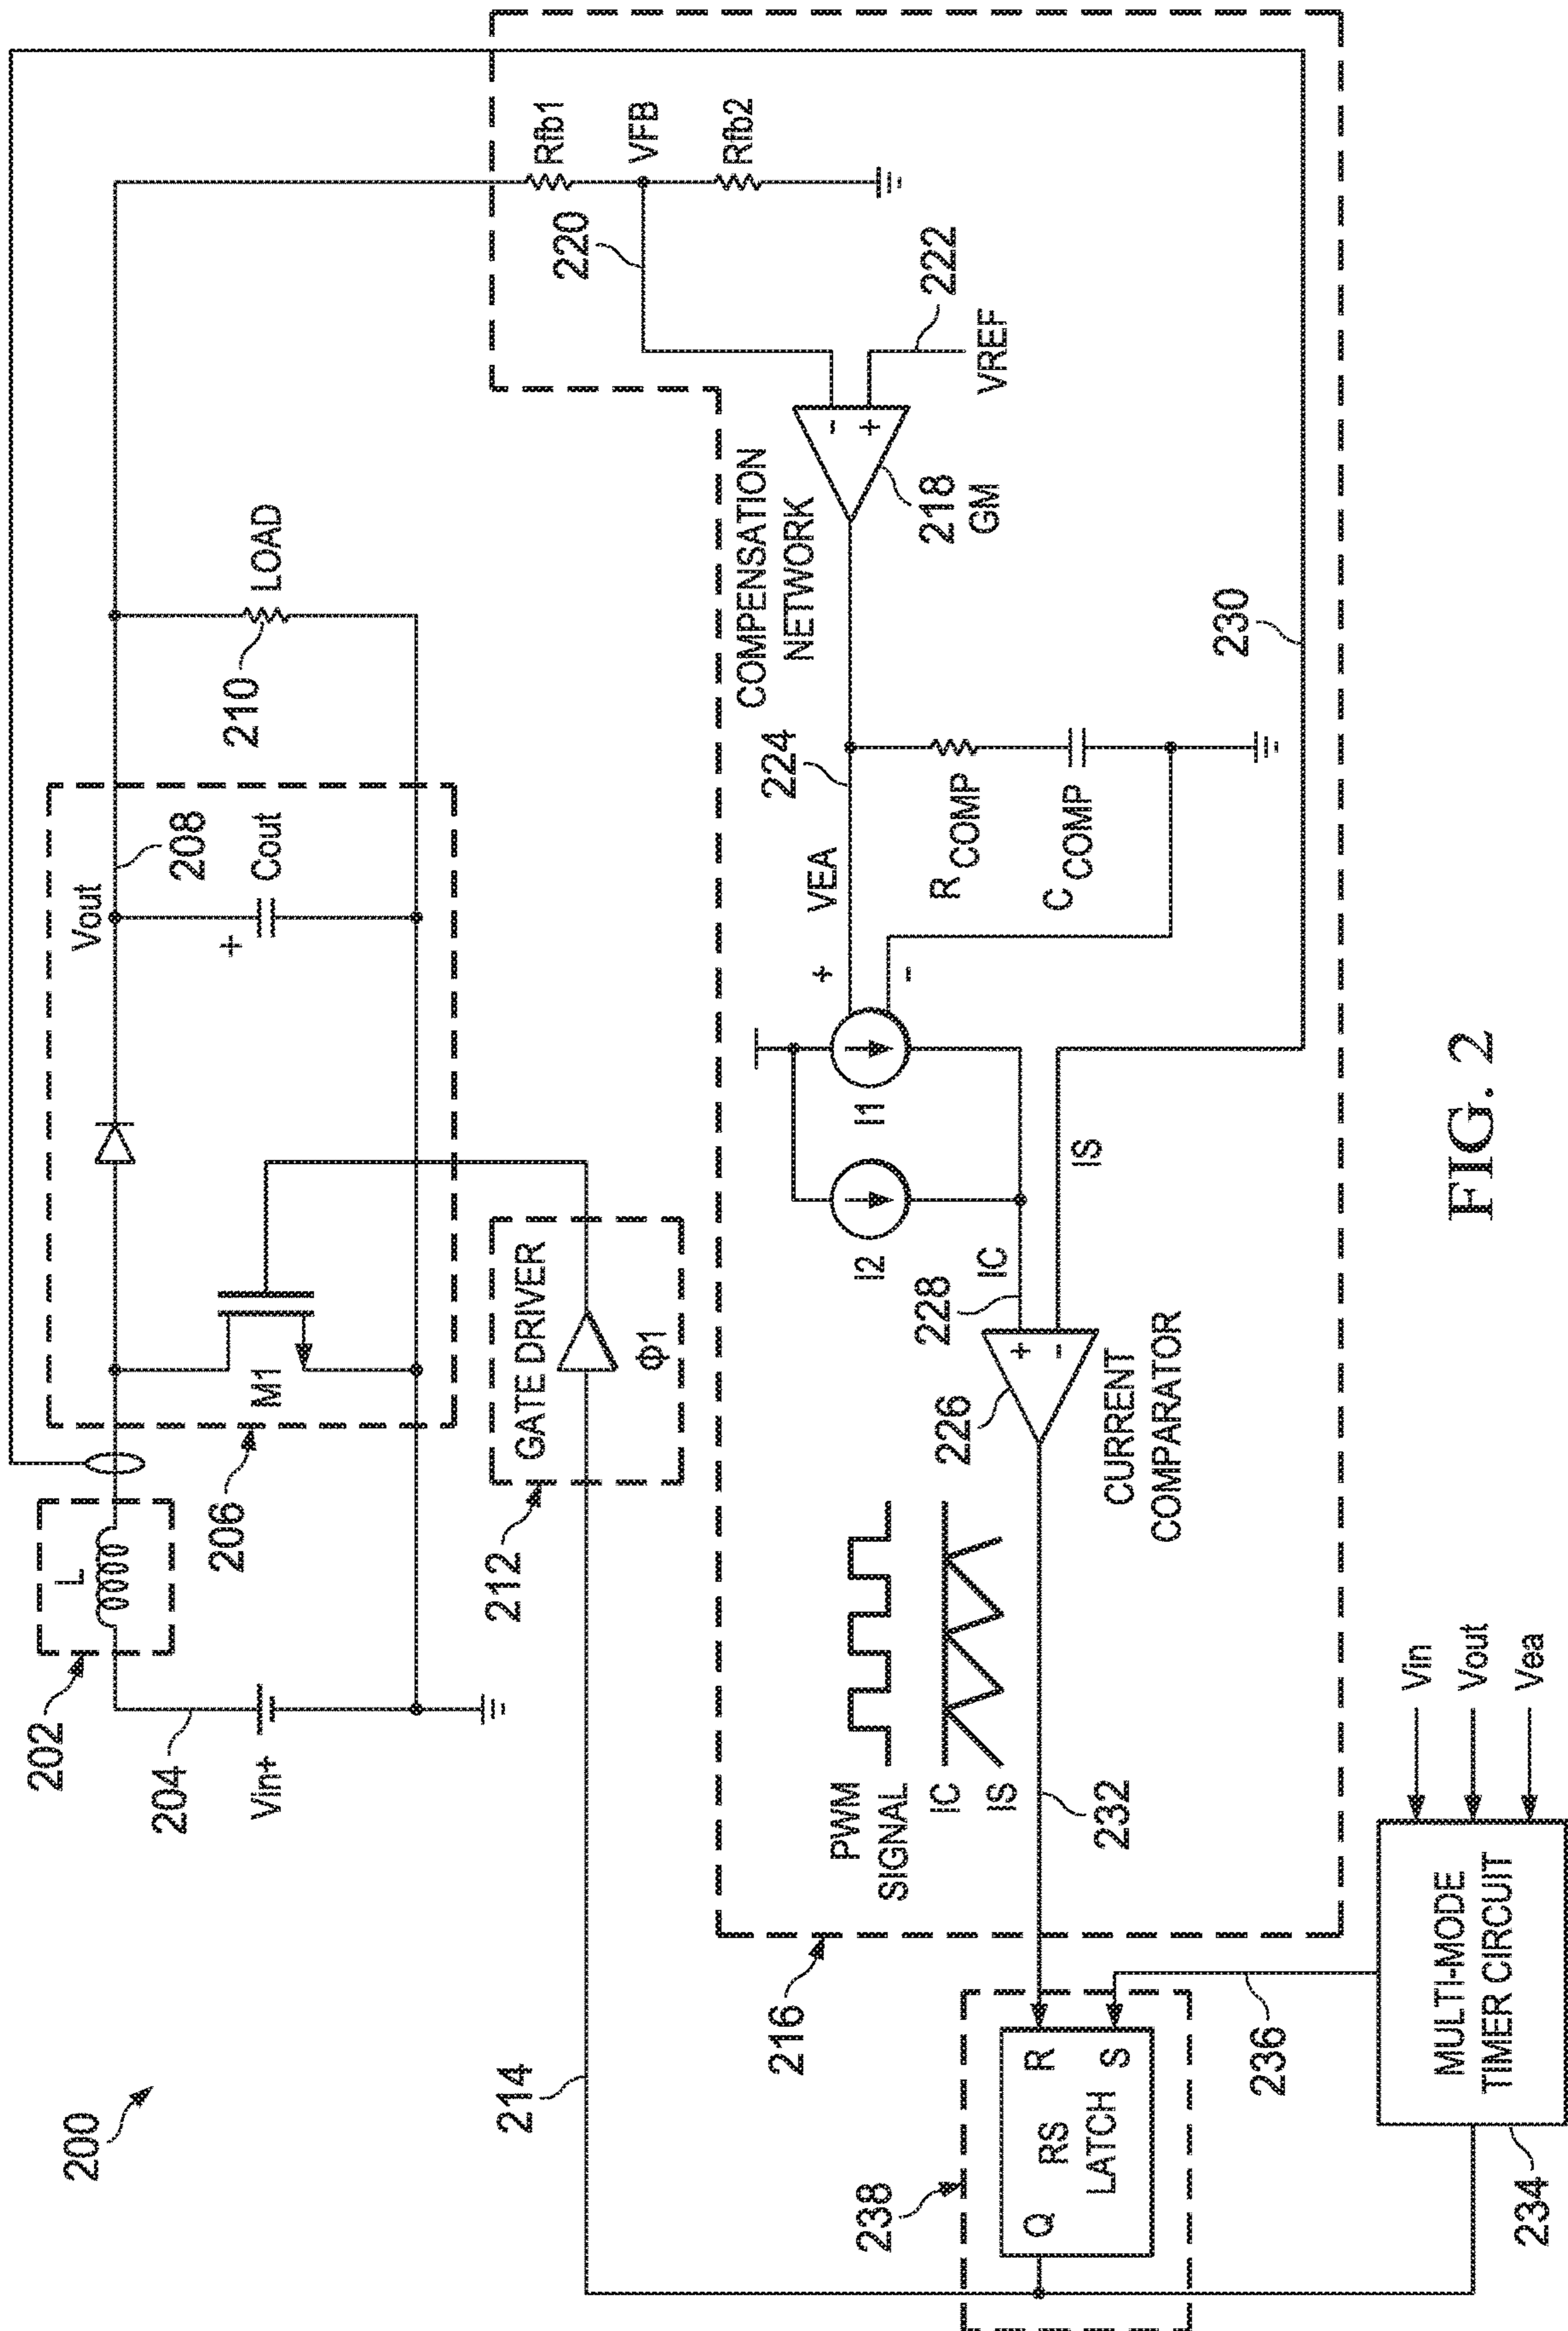 200
202
L
204
Vin+
206
M1
Vout
208
Cout
+
210
LOAD
212
GATE DRIVER
Φ1
214
216
COMPENSATION
NETWORK
Rfb1
VFB
Rfb2
220
222
VREF
-
+
218
GM
224
VEA
+
-
RCOMP
CCOMP
I1
I2
IC
228
IS
230
+
-
226
CURRENT
COMPARATOR
PWM
SIGNAL
IC
IS
232
238
Q
R
S
RS
LATCH
236
MULTI-MODE
TIMER CIRCUIT
234
Vin
Vout
Vea
FIG. 2